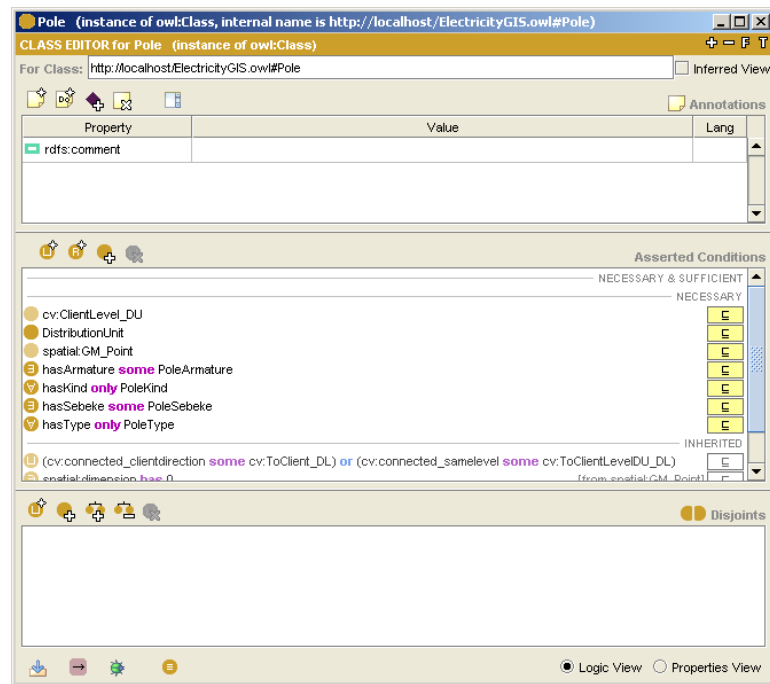 Pole (instance of owl:Class, internal name is http://localhost/ElectricityGIS.owl#Pole)
CLASS EDITOR for Pole (instance of owl:Class)
F T
For Class: http://localhost/ElectricityGIS.owl#Pole Inferred View
Annotations
Property Value Lang
rdfs:comment
Asserted Conditions
NECESSARY & SUFFICIENT
NECESSARY
cv:ClientLevel_DU
DistributionUnit
spatial:GM_Point
hasArmature some PoleArmature
hasKind only PoleKind
hasSebeke some PoleSebeke
hasType only PoleType
INHERITED
(cv:connected_clientdirection some cv:ToClient_DL) or (cv:connected_samelevel some cv:ToClientLevelDU_DL)
spatial:dimension has 0 [from spatial:GM_Point]
Disjoints
Logic View Properties View